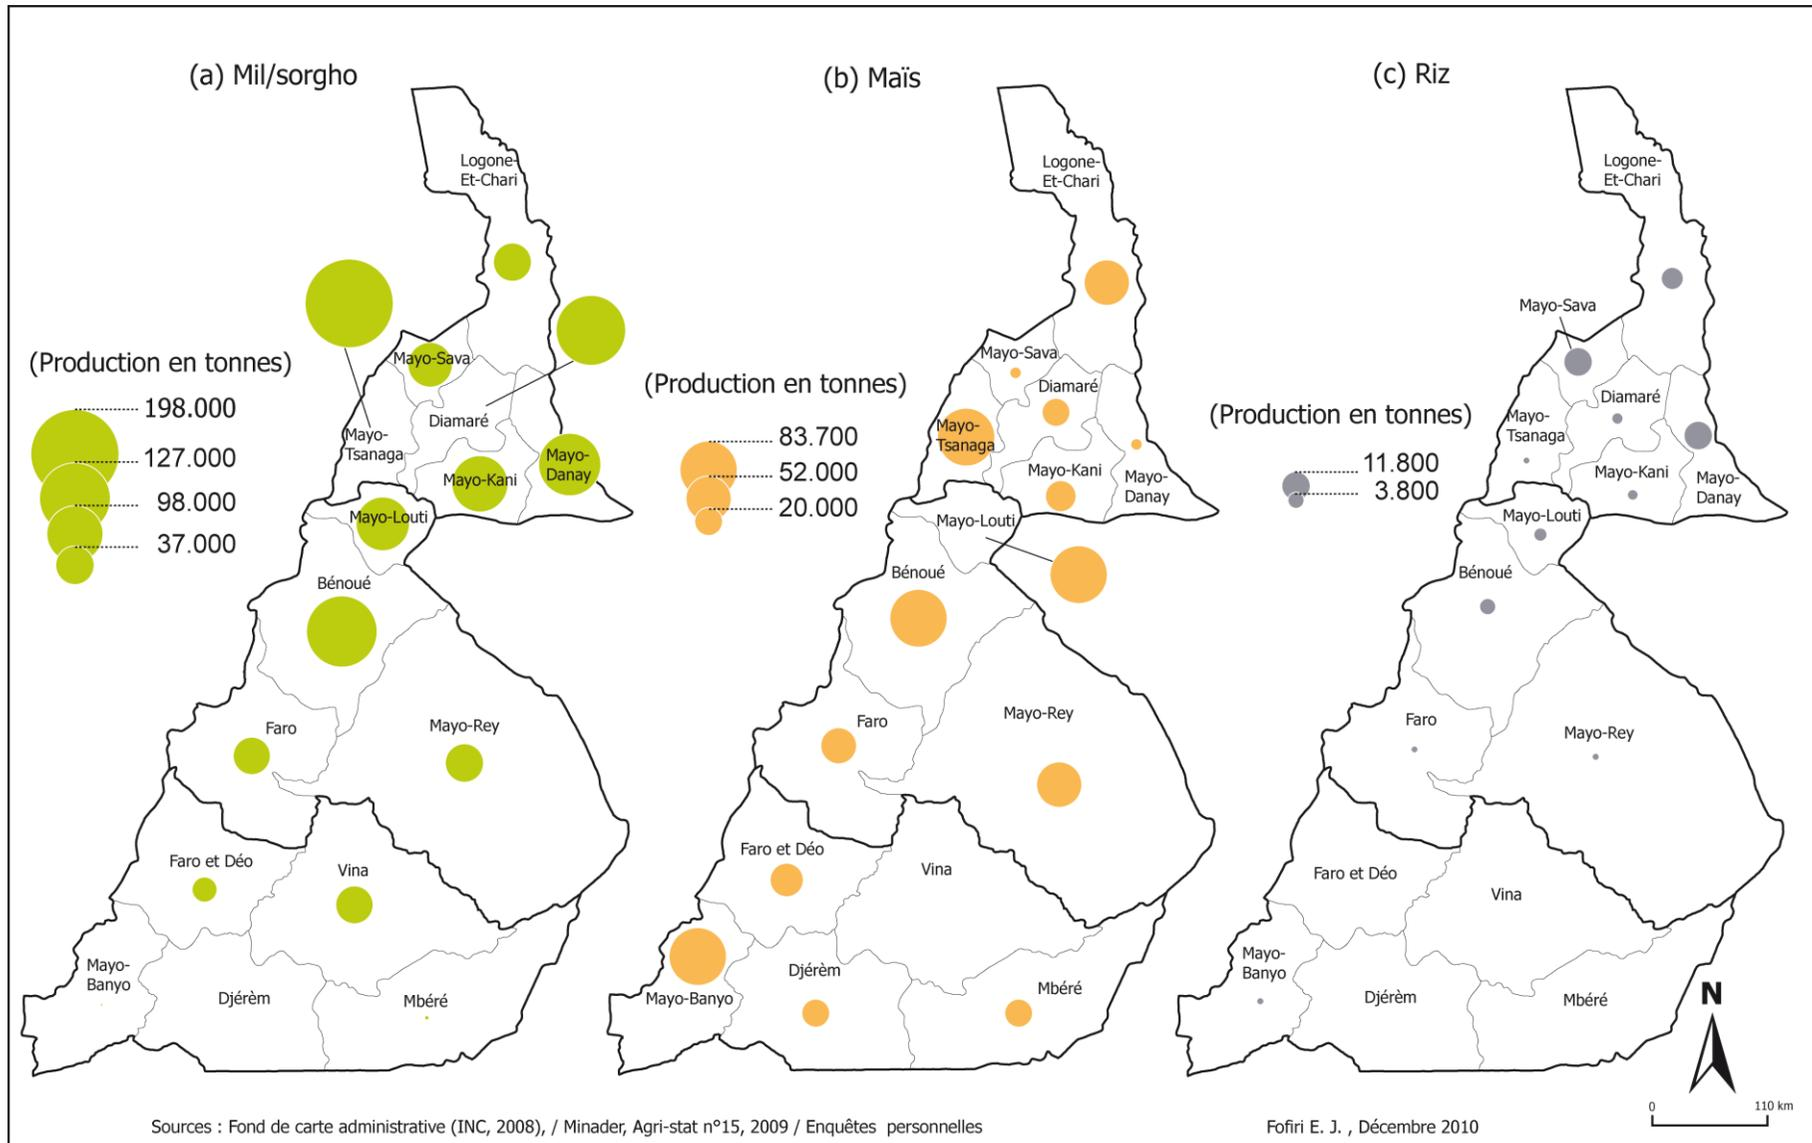 (a) Mil/sorgho
Logone-
Et-Chari
Mayo-Sava
(Production en tonnes)
198.000
127.000
98.000
37.000
Diamaré
Mayo-
Tsanaga
Mayo-Kani
Mayo-
Danay
Mayo-Louti
Bénoué
Faro
Mayo-Rey
Faro et Déo
Vina
Mayo-
Banyo
Djérèm
Mbéré
(b) Maïs
Logone-
Et-Chari
Mayo-Sava
(Production en tonnes)
83.700
52.000
20.000
Diamaré
Mayo-
Tsanaga
Mayo-Kani
Mayo-
Danay
Mayo-Louti
Bénoué
Faro
Mayo-Rey
Faro et Déo
Vina
Mayo-Banyo
Djérèm
Mbéré
(c) Riz
Logone-
Et-Chari
Mayo-Sava
(Production en tonnes)
11.800
3.800
Diamaré
Mayo-
Tsanaga
Mayo-Kani
Mayo-
Danay
Mayo-Louti
Bénoué
Faro
Mayo-Rey
Faro et Déo
Vina
Mayo-
Banyo
Djérèm
Mbéré
N
0 110 km
Sources : Fond de carte administrative (INC, 2008), / Minader, Agri-stat n°15, 2009 / Enquêtes personnelles
Fofiri E. J. , Décembre 2010